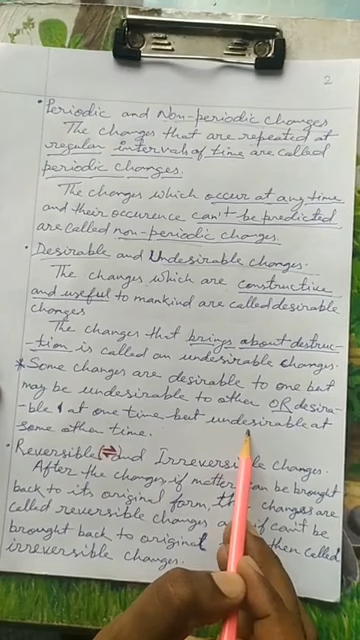 2
• Periodic and Non-periodic Changes
The changes that are repeated at
regular intervals of time are called
periodic changes.
The changes which occur at any time
and their occurence can't be predicted
are called non-periodic changes.
• Desirable and Undesirable changes.
The changes which are constructive
and useful to mankind are called desirable
changes
The changes that brings about destruc-
-tion is called an undesirable changes.
* Some changes are desirable to one but
may be undesirable to other OR desira-
-ble at one time but undesirable at
some other time.
• Reversible (⇌) and Irreversible changes.
After the changes if matter can be brought
back to its original form, changes are
called reversible changes if can't be
brought back to original then called
irreversible changes.